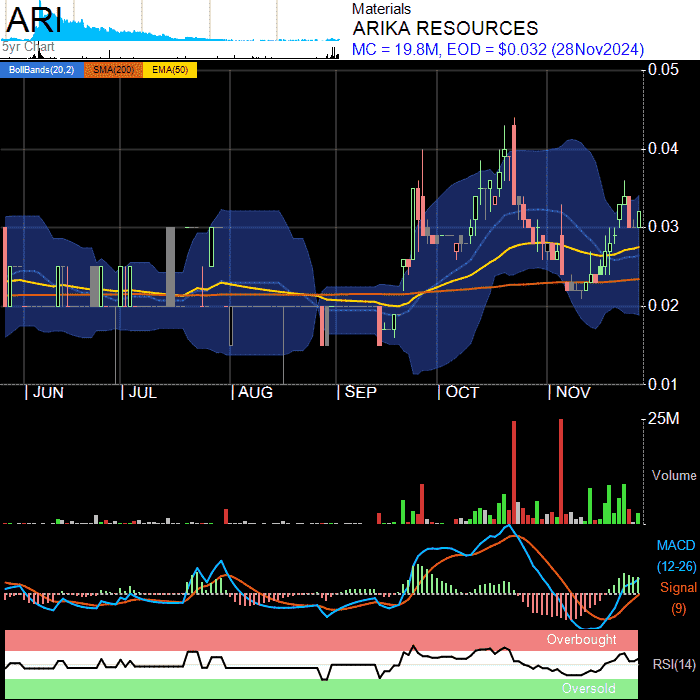 ARI
5yr Chart
Materials
ARIKA RESOURCES
MC = 19.8M, EOD = $0.032 (28Nov2024)
BollBands(20,2) SMA(200) EMA(50)
0.05
0.04
0.03
0.02
0.01
JUN JUL AUG SEP OCT NOV
25M
Volume
MACD
(12-26)
Signal
(9)
Overbought
RSI(14)
Oversold